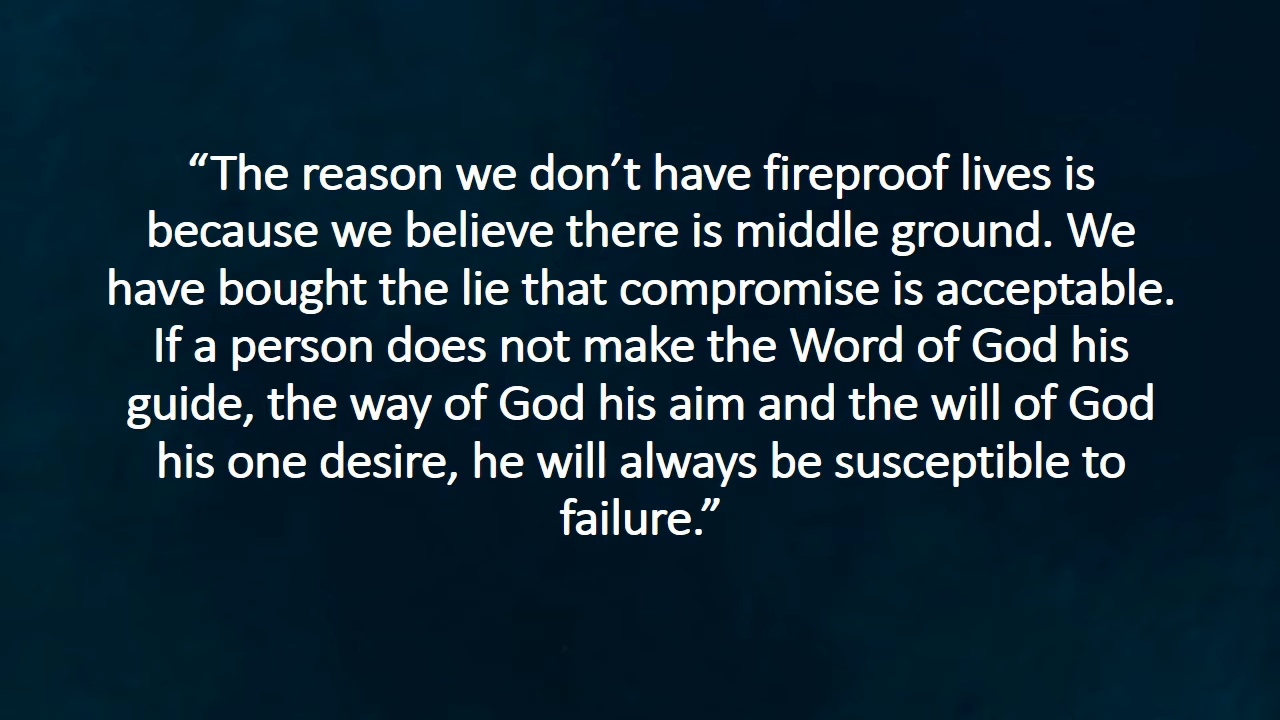 “The reason we don’t have fireproof lives is
because we believe there is middle ground. We
have bought the lie that compromise is acceptable.
If a person does not make the Word of God his
guide, the way of God his aim and the will of God
his one desire, he will always be susceptible to
failure.”